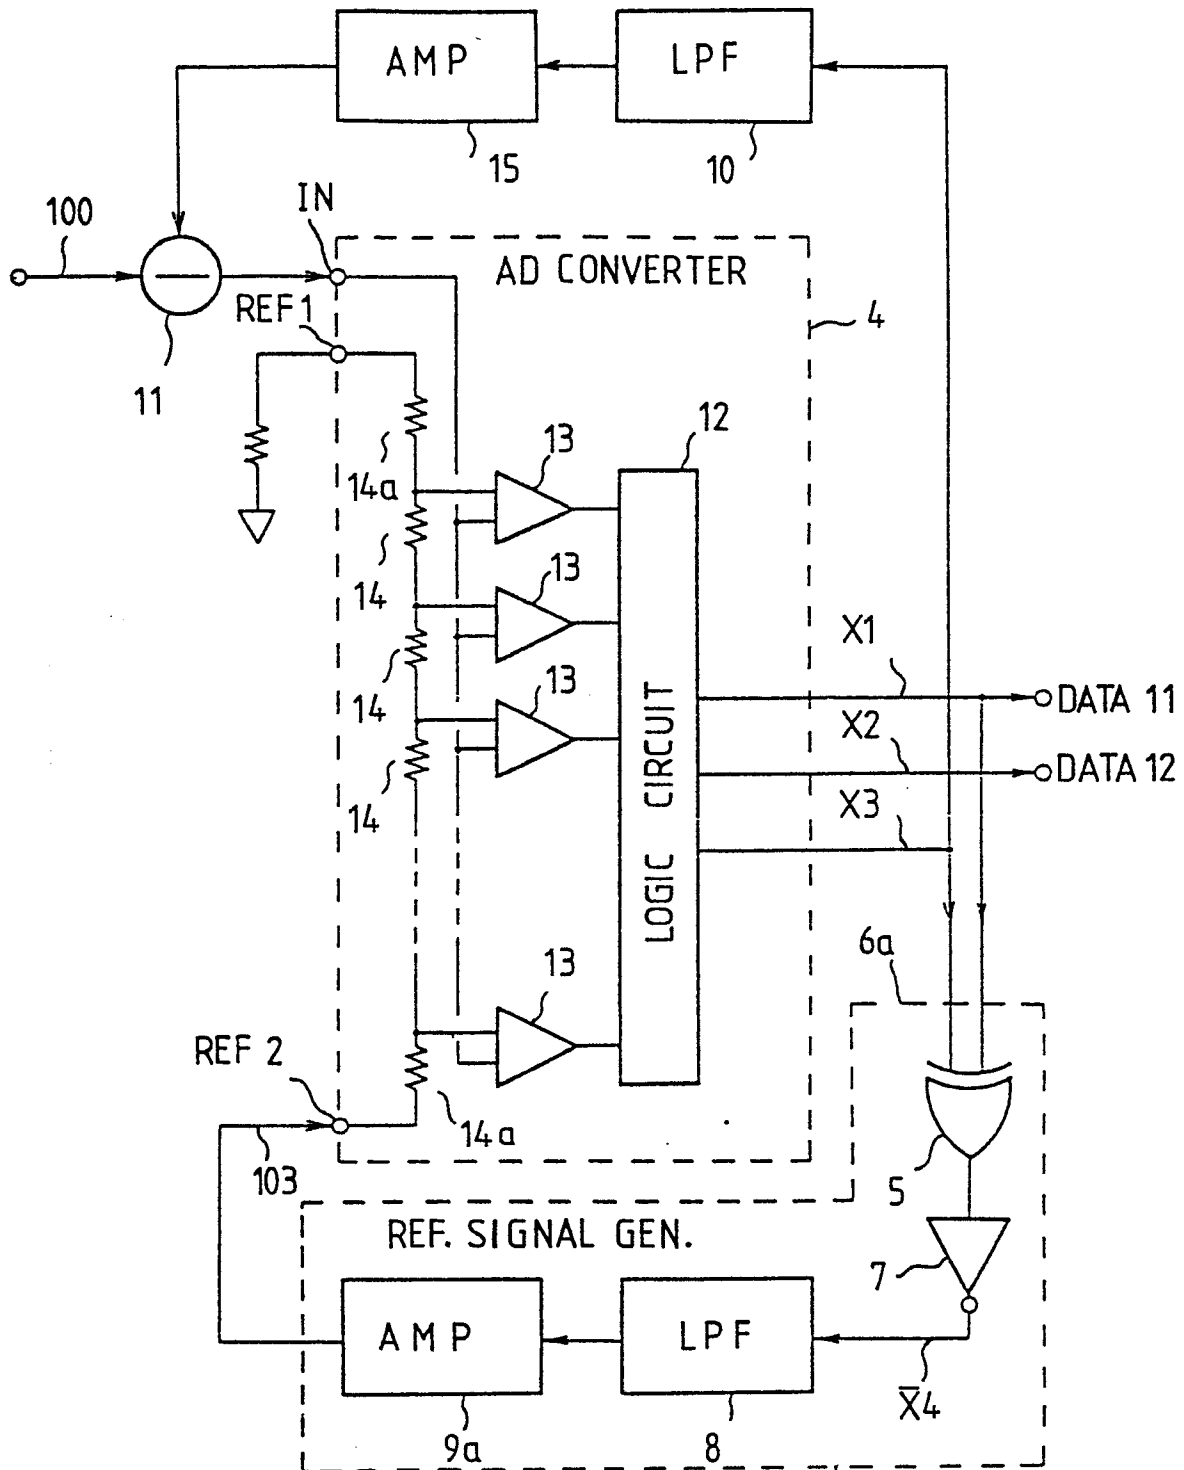 AMP
LPF
15
10
100
IN
AD CONVERTER
REF1
4
11
12
13
14a
14
13
14
13
14
X1
DATA 11
X2
DATA 12
X3
LOGIC CIRCUIT
6a
13
REF 2
14a
103
5
REF. SIGNAL GEN.
7
AMP
LPF
X̅4
9a
8